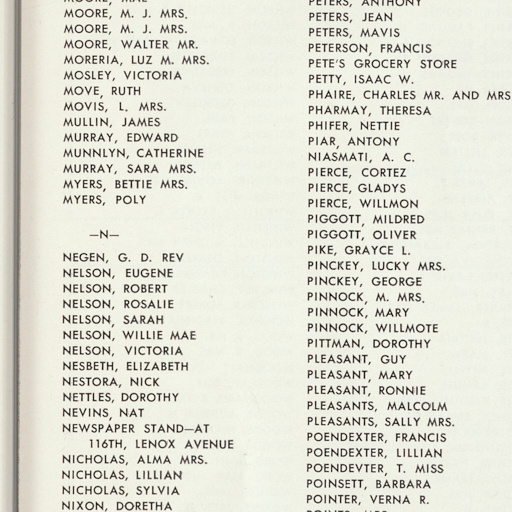 MOORE, MAE
MOORE, M. J. MRS.
MOORE, M. J. MRS.
MOORE, WALTER MR.
MORERIA, LUZ M. MRS.
MOSLEY, VICTORIA
MOVE, RUTH
MOVIS, L. MRS.
MULLIN, JAMES
MURRAY, EDWARD
MUNNLYN, CATHERINE
MURRAY, SARA MRS.
MYERS, BETTIE MRS.
MYERS, POLY
—N—
NEGEN, G. D. REV
NELSON, EUGENE
NELSON, ROBERT
NELSON, ROSALIE
NELSON, SARAH
NELSON, WILLIE MAE
NELSON, VICTORIA
NESBETH, ELIZABETH
NESTORA, NICK
NETTLES, DOROTHY
NEVINS, NAT
NEWSPAPER STAND—AT
116TH, LENOX AVENUE
NICHOLAS, ALMA MRS.
NICHOLAS, LILLIAN
NICHOLAS, SYLVIA
NIXON, DORETHA
PETERS, ANTHONY
PETERS, JEAN
PETERS, MAVIS
PETERSON, FRANCIS
PETE'S GROCERY STORE
PETTY, ISAAC W.
PHAIRE, CHARLES MR. AND MRS
PHARMAY, THERESA
PHIFER, NETTIE
PIAR, ANTONY
NIASMATI, A. C.
PIERCE, CORTEZ
PIERCE, GLADYS
PIERCE, WILLMON
PIGGOTT, MILDRED
PIGGOTT, OLIVER
PIKE, GRAYCE L.
PINCKEY, LUCKY MRS.
PINCKEY, GEORGE
PINNOCK, M. MRS.
PINNOCK, MARY
PINNOCK, WILLMOTE
PITTMAN, DOROTHY
PLEASANT, GUY
PLEASANT, MARY
PLEASANT, RONNIE
PLEASANTS, MALCOLM
PLEASANTS, SALLY MRS.
POENDEXTER, FRANCIS
POENDEXTER, LILLIAN
POENDEVTER, T. MISS
POINSETT, BARBARA
POINTER, VERNA R.